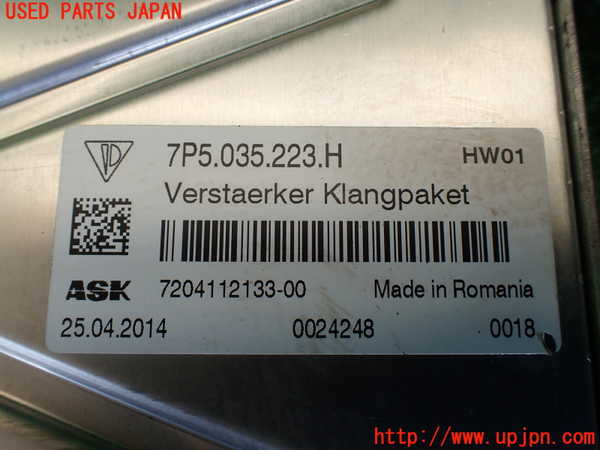 USED PARTS JAPAN
7P5.035.223.H HW01
Verstaerker Klangpaket
ASK 7204112133-00 Made in Romania
25.04.2014 0024248 0018
http://www.upjpn.com